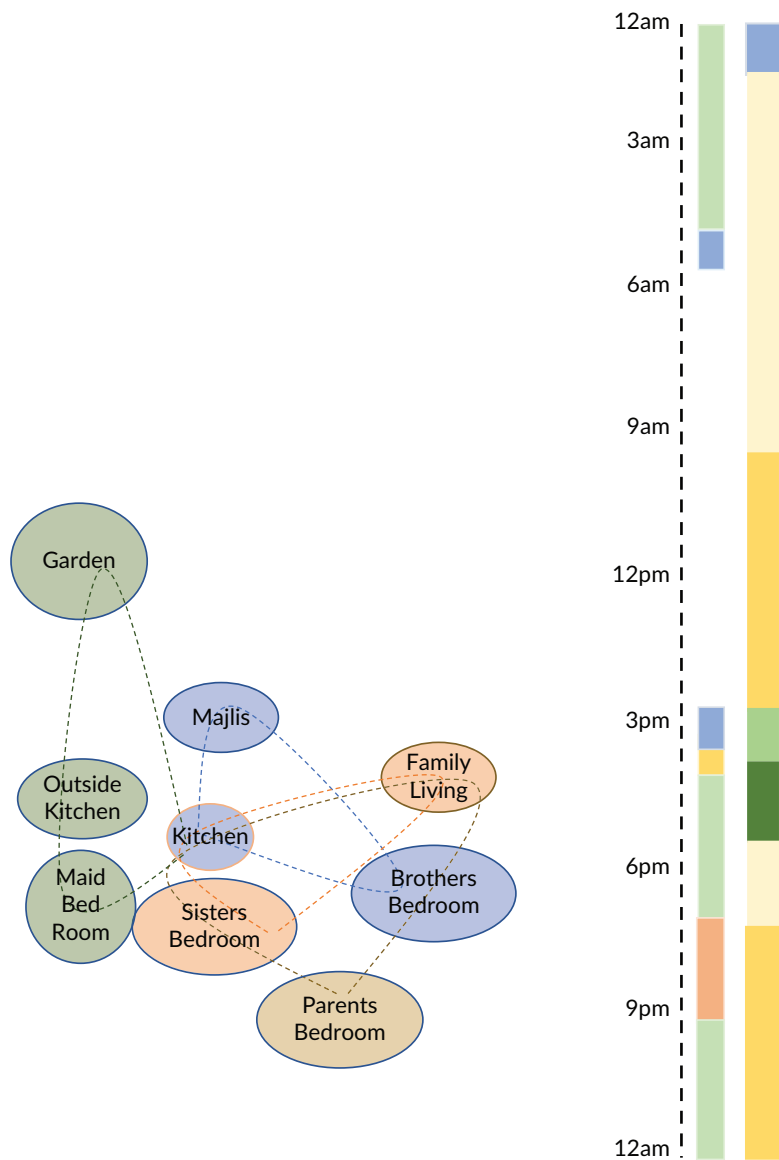 12am
3am
6am
9am
12pm
3pm
6pm
9pm
12am
Garden
Majlis
Family
Living
Outside
Kitchen
Kitchen
Maid
Bed
Room
Sisters
Bedroom
Brothers
Bedroom
Parents
Bedroom